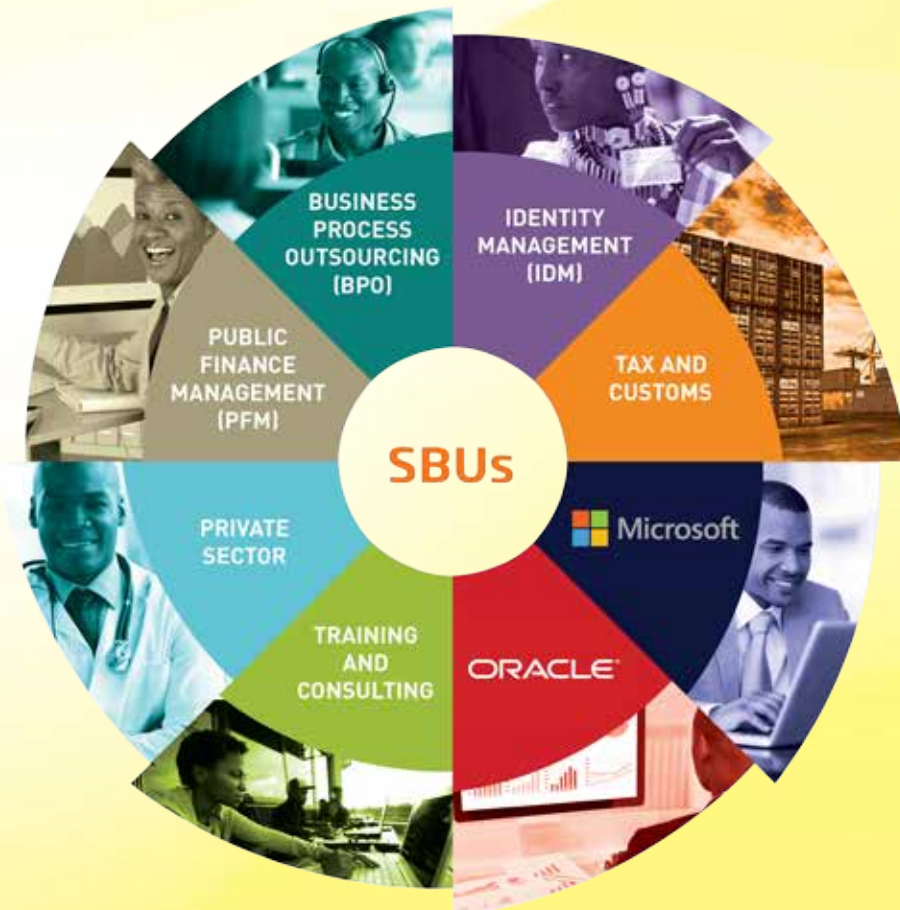 BUSINESS
PROCESS
OUTSOURCING
(BPO)
IDENTITY
MANAGEMENT
(IDM)
TAX AND
CUSTOMS
Microsoft
ORACLE
TRAINING
AND
CONSULTING
PRIVATE
SECTOR
PUBLIC
FINANCE
MANAGEMENT
(PFM)
SBUs